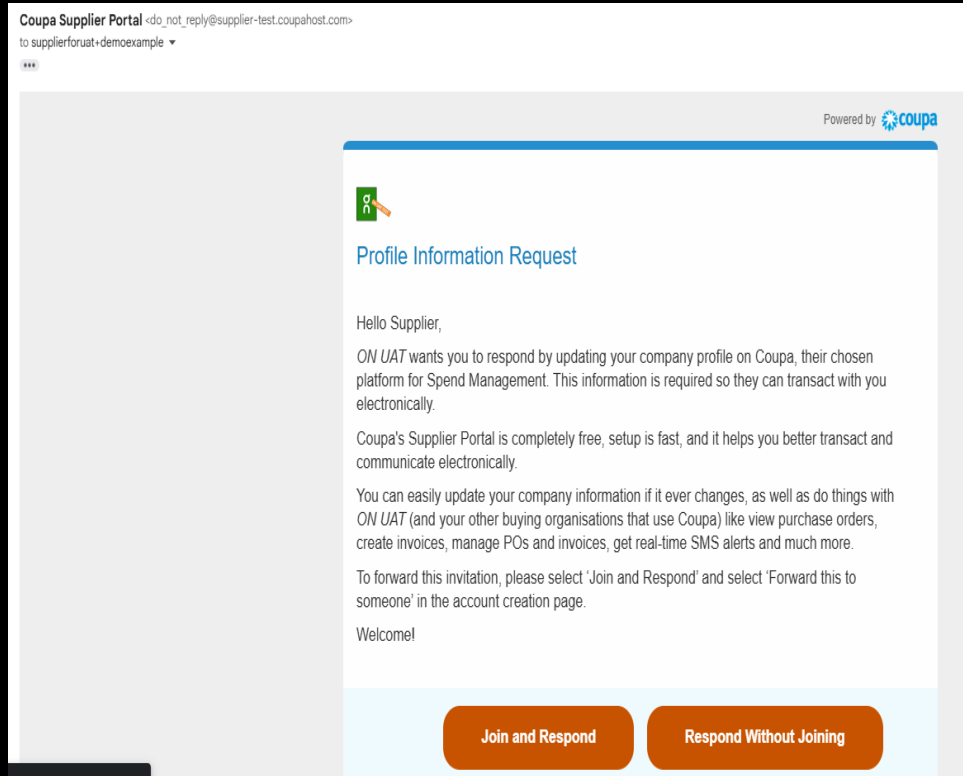 Coupa Supplier Portal <do_not_reply@supplier-test.coupahost.com>
to supplierforuat+demoexample
Powered by coupa
gn
Profile Information Request
Hello Supplier,
ON UAT wants you to respond by updating your company profile on Coupa, their chosen
platform for Spend Management. This information is required so they can transact with you
electronically.
Coupa's Supplier Portal is completely free, setup is fast, and it helps you better transact and
communicate electronically.
You can easily update your company information if it ever changes, as well as do things with
ON UAT (and your other buying organisations that use Coupa) like view purchase orders,
create invoices, manage POs and invoices, get real-time SMS alerts and much more.
To forward this invitation, please select ‘Join and Respond’ and select ‘Forward this to
someone’ in the account creation page.
Welcome!
Join and Respond
Respond Without Joining